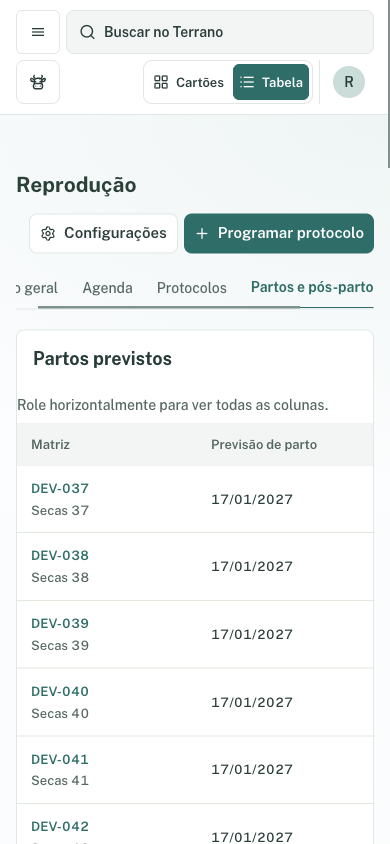 Buscar no Terrano
Cartões
Tabela
R
Reprodução
Configurações
Programar protocolo
geral
Agenda
Protocolos
Partos e pós-parto
Partos previstos
Role horizontalmente para ver todas as colunas.
Matriz
Previsão de parto
DEV-037
Secas 37
17/01/2027
DEV-038
Secas 38
17/01/2027
DEV-039
Secas 39
17/01/2027
DEV-040
Secas 40
17/01/2027
DEV-041
Secas 41
17/01/2027
DEV-042
17/01/2027